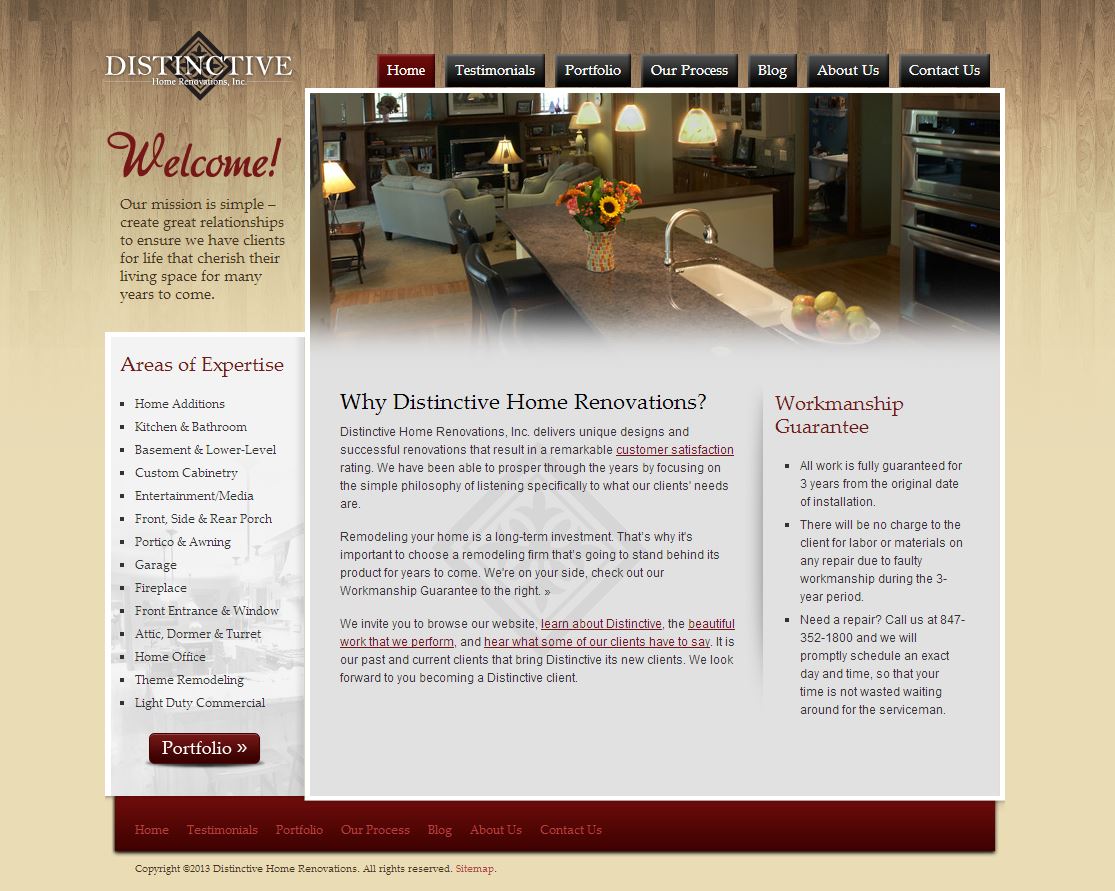 DISTINCTIVE
Home Renovations, Inc.
Home
Testimonials
Portfolio
Our Process
Blog
About Us
Contact Us
Welcome!
Our mission is simple –
create great relationships
to ensure we have clients
for life that cherish their
living space for many
years to come.
Areas of Expertise
Home Additions
Kitchen & Bathroom
Basement & Lower-Level
Custom Cabinetry
Entertainment/Media
Front, Side & Rear Porch
Portico & Awning
Garage
Fireplace
Front Entrance & Window
Attic, Dormer & Turret
Home Office
Theme Remodeling
Light Duty Commercial
Portfolio »
Why Distinctive Home Renovations?
Distinctive Home Renovations, Inc. delivers unique designs and
successful renovations that result in a remarkable customer satisfaction
rating. We have been able to prosper through the years by focusing on
the simple philosophy of listening specifically to what our clients' needs
are.
Remodeling your home is a long-term investment. That's why it's
important to choose a remodeling firm that's going to stand behind its
product for years to come. We're on your side, check out our
Workmanship Guarantee to the right. »
We invite you to browse our website, learn about Distinctive, the beautiful
work that we perform, and hear what some of our clients have to say. It is
our past and current clients that bring Distinctive its new clients. We look
forward to you becoming a Distinctive client.
Workmanship
Guarantee
All work is fully guaranteed for
3 years from the original date
of installation.
There will be no charge to the
client for labor or materials on
any repair due to faulty
workmanship during the 3-
year period.
Need a repair? Call us at 847-
352-1800 and we will
promptly schedule an exact
day and time, so that your
time is not wasted waiting
around for the serviceman.
Home
Testimonials
Portfolio
Our Process
Blog
About Us
Contact Us
Copyright ©2013 Distinctive Home Renovations. All rights reserved. Sitemap.